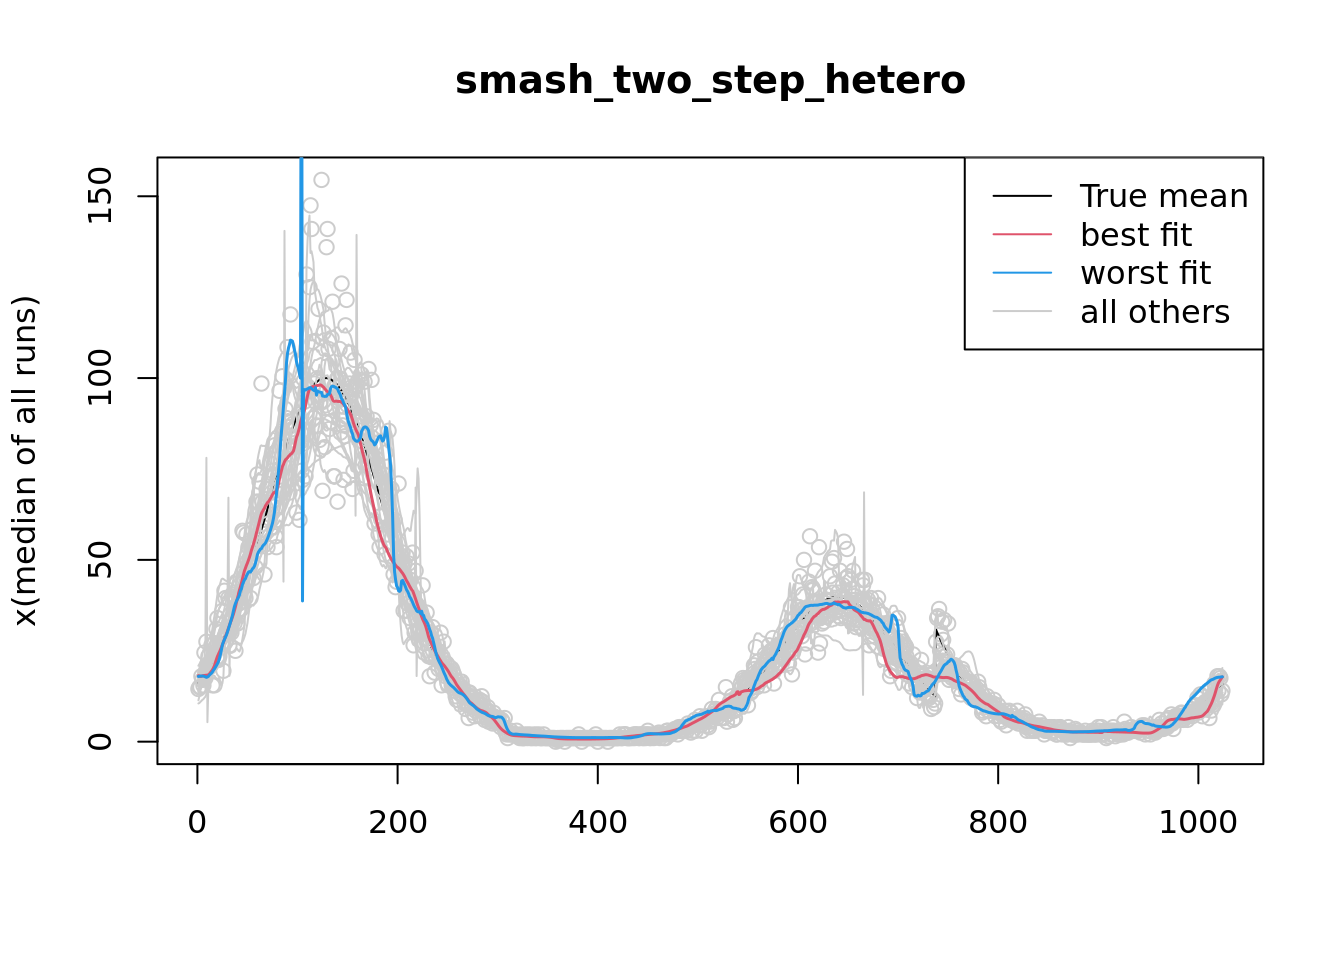 smash_two_step_hetero
x(median of all runs)
150
100
50
0
True mean
best fit
worst fit
all others
0 200 400 600 800 1000